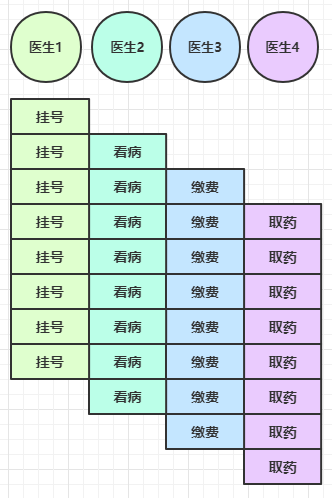 医生1 医生2 医生3 医生4
挂号
挂号 看病
挂号 看病 缴费
挂号 看病 缴费 取药
挂号 看病 缴费 取药
挂号 看病 缴费 取药
挂号 看病 缴费 取药
挂号 看病 缴费 取药
看病 缴费 取药
缴费 取药
取药